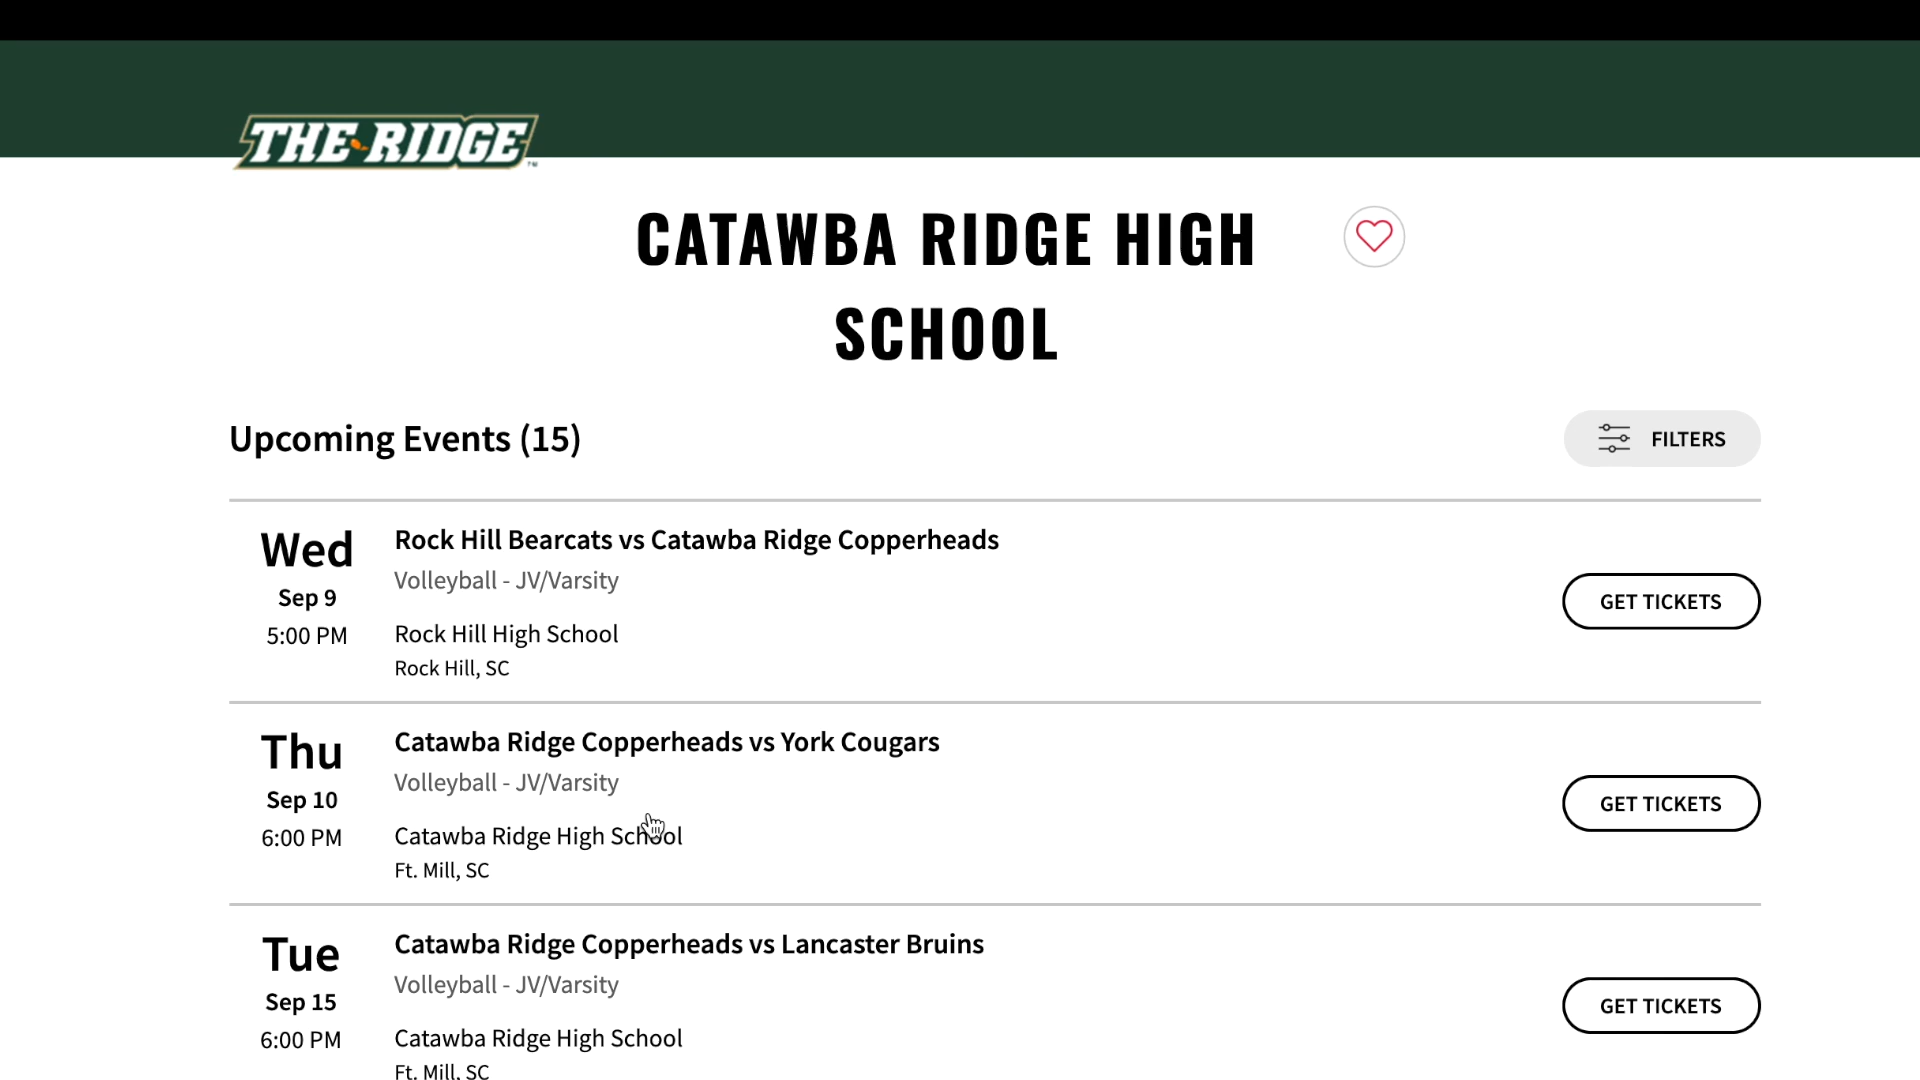 THE RIDGE
TM
CATAWBA RIDGE HIGH
SCHOOL
Upcoming Events (15)
FILTERS
Wed
Sep 9
5:00 PM
Rock Hill Bearcats vs Catawba Ridge Copperheads
Volleyball - JV/Varsity
Rock Hill High School
Rock Hill, SC
GET TICKETS
Thu
Sep 10
6:00 PM
Catawba Ridge Copperheads vs York Cougars
Volleyball - JV/Varsity
Catawba Ridge High School
Ft. Mill, SC
GET TICKETS
Tue
Sep 15
6:00 PM
Catawba Ridge Copperheads vs Lancaster Bruins
Volleyball - JV/Varsity
Catawba Ridge High School
Ft. Mill, SC
GET TICKETS